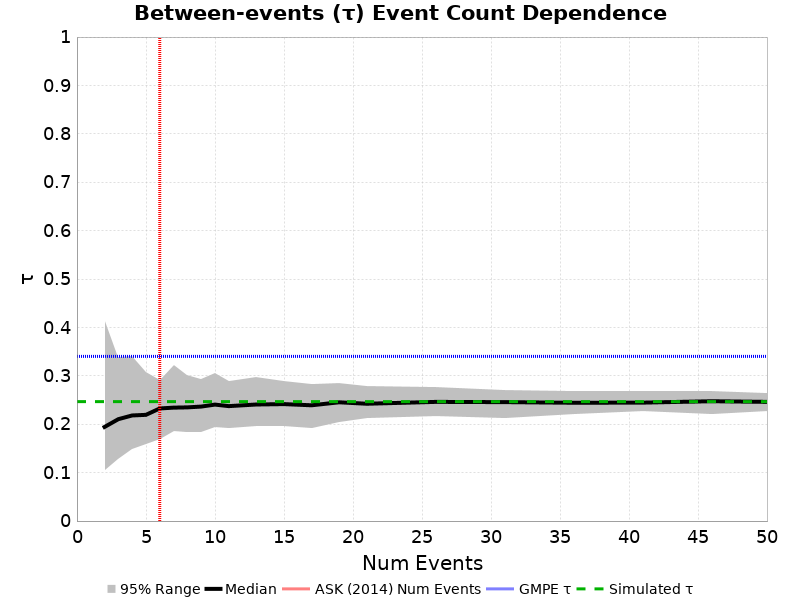 Between-events (τ) Event Count Dependence
1
0.9
0.8
0.7
0.6
0.5
0.4
0.3
0.2
0.1
0
τ
0 5 10 15 20 25 30 35 40 45 50
Num Events
95% Range Median ASK (2014) Num Events GMPE τ Simulated τ